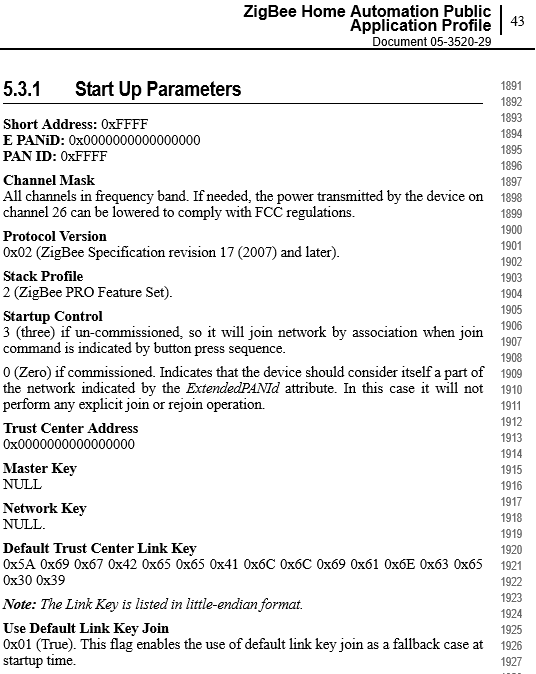 ZigBee Home Automation Public
Application Profile
Document 05-3520-29
43
5.3.1 Start Up Parameters 1891
1892
Short Address: 0xFFFF 1893
E PANiD: 0x0000000000000000 1894
PAN ID: 0xFFFF 1895
1896
Channel Mask 1897
All channels in frequency band. If needed, the power transmitted by the device on 1898
channel 26 can be lowered to comply with FCC regulations. 1899
1900
Protocol Version
0x02 (ZigBee Specification revision 17 (2007) and later). 1901
1902
Stack Profile 1903
2 (ZigBee PRO Feature Set). 1904
1905
Startup Control
3 (three) if un-commissioned, so it will join network by association when join 1906
command is indicated by button press sequence. 1907
1908
0 (Zero) if commissioned. Indicates that the device should consider itself a part of 1909
the network indicated by the ExtendedPANId attribute. In this case it will not 1910
perform any explicit join or rejoin operation. 1911
1912
Trust Center Address
0x0000000000000000 1913
1914
Master Key 1915
NULL 1916
1917
Network Key
NULL. 1918
1919
Default Trust Center Link Key 1920
0x5A 0x69 0x67 0x42 0x65 0x65 0x41 0x6C 0x6C 0x69 0x61 0x6E 0x63 0x65 1921
0x30 0x39 1922
1923
Note: The Link Key is listed in little-endian format.
1924
Use Default Link Key Join 1925
0x01 (True). This flag enables the use of default link key join as a fallback case at 1926
startup time. 1927